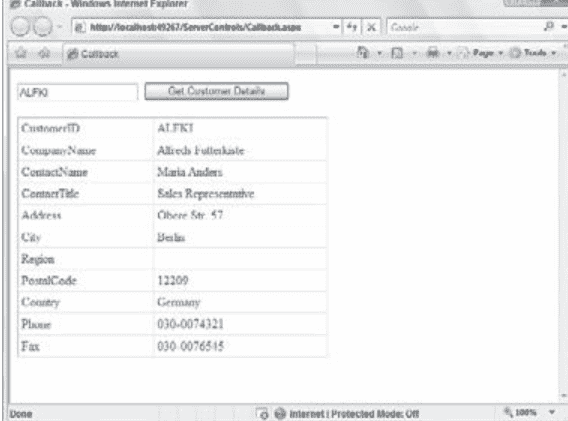 Callback - Windows Internet Explorer
http://localhost:49267/ServerControls/Callback.aspx
Google
Callback
Page
Tools
ALFKI
Get Customer Details
CustomerID ALFKI
CompanyName Alfreds Futterkiste
ContactName Maria Anders
ContactTitle Sales Representative
Address Obere Str. 57
City Berlin
Region
PostalCode 12209
Country Germany
Phone 030-0074321
Fax 030-0076545
Done
Internet | Protected Mode: Off
100%